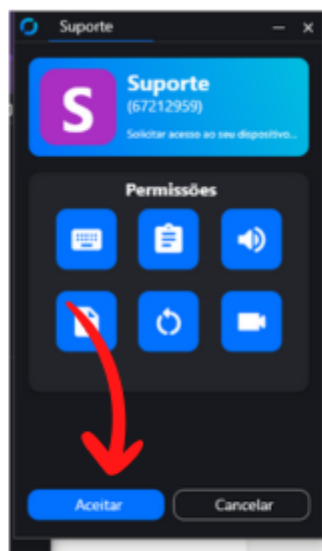 Suporte
S
Suporte
(67212959)
Solicitar acesso ao seu dispositivo...
Permissões
Aceitar
Cancelar